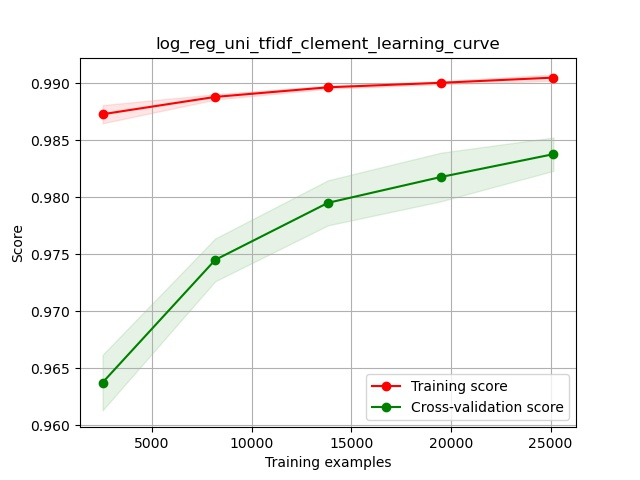 log_reg_uni_tfidf_clement_learning_curve
0.990
0.985
0.980
0.975
0.970
0.965
0.960
Score
Training score
Cross-validation score
5000 10000 15000 20000 25000
Training examples